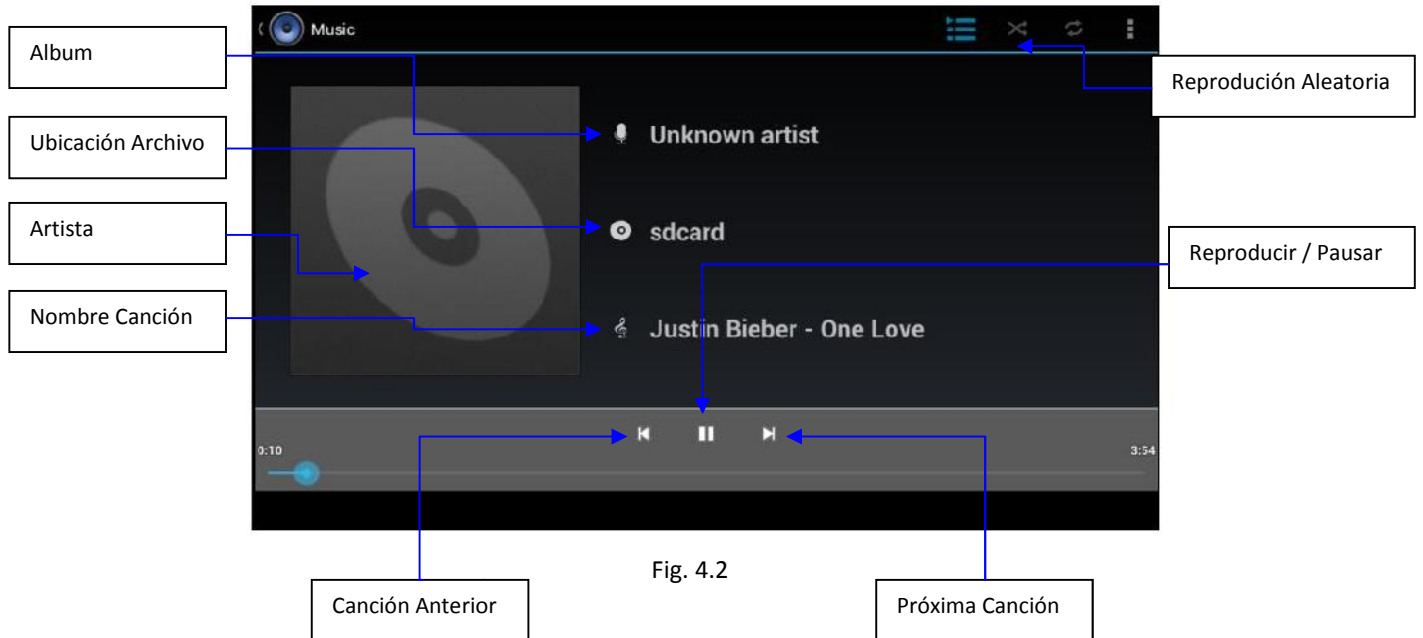 Music
Album
Reprodución Aleatoria
Unknown artist
Ubicación Archivo
Artista
sdcard
Reproducir / Pausar
Nombre Canción
Justin Bieber - One Love
0:10
3:54
Fig. 4.2
Canción Anterior
Próxima Canción